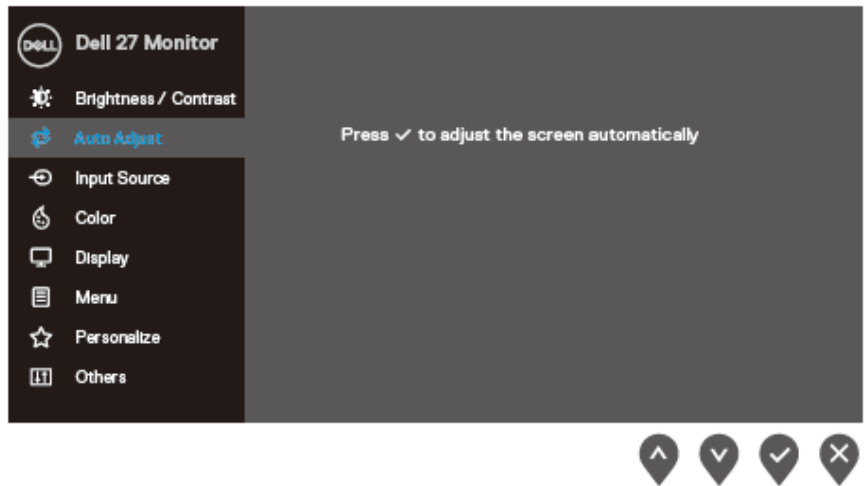 DELL Dell 27 Monitor
Brightness / Contrast
Auto Adjust
Press ✓ to adjust the screen automatically
Input Source
Color
Display
Menu
Personalize
Others